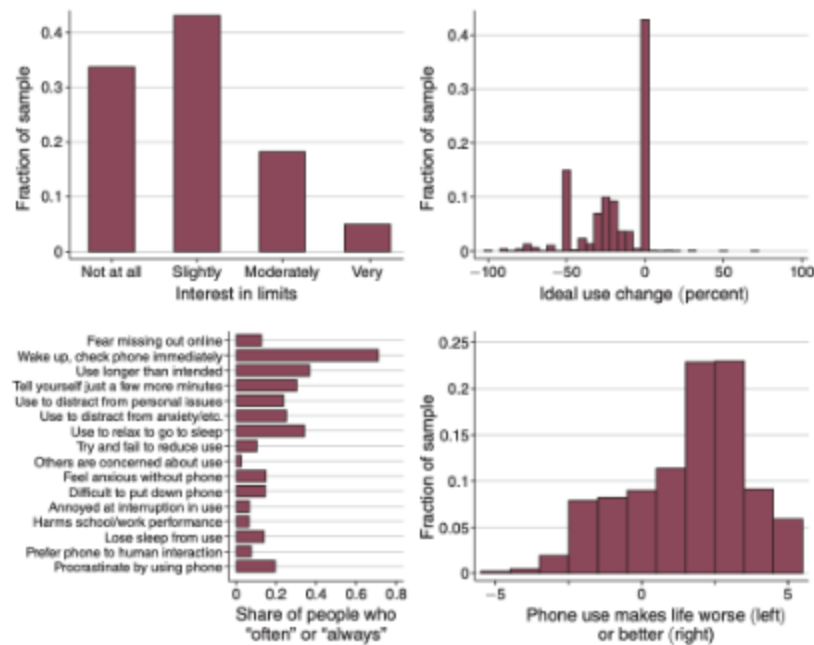 Fraction of sample
0.4
0.3
0.2
0.1
0
Not at all Slightly Moderately Very
Interest in limits
Fraction of sample
0.4
0.3
0.2
0.1
0
−100 −50 0 50 100
Ideal use change (percent)
Fear missing out online
Wake up, check phone immediately
Use longer than intended
Tell yourself just a few more minutes
Use to distract from personal issues
Use to distract from anxiety/etc.
Use to relax to go to sleep
Try and fail to reduce use
Others are concerned about use
Feel anxious without phone
Difficult to put down phone
Annoyed at interruption in use
Harms school/work performance
Lose sleep from use
Prefer phone to human interaction
Procrastinate by using phone
0 0.2 0.4 0.6 0.8
Share of people who
“often” or “always”
Fraction of sample
0.25
0.2
0.15
0.1
0.05
0
−5 0 5
Phone use makes life worse (left)
or better (right)